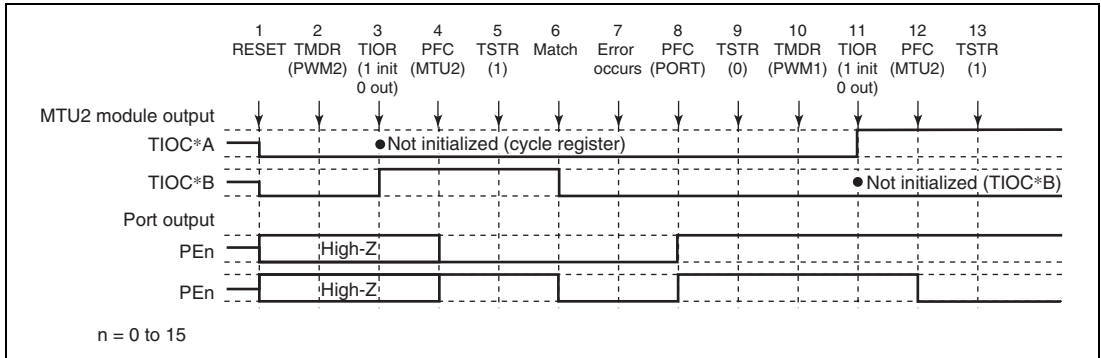 1 2 3 4 5 6 7 8 9 10 11 12 13
RESET TMDR TIOR PFC TSTR Match Error PFC TSTR TMDR TIOR PFC TSTR
(PWM2) (1 init (MTU2) (1) occurs (PORT) (0) (PWM1) (1 init (MTU2) (1)
0 out) 0 out)
MTU2 module output
TIOC*A ●Not initialized (cycle register)
TIOC*B ● Not initialized (TIOC*B)
Port output
PEn High-Z
PEn High-Z
n = 0 to 15